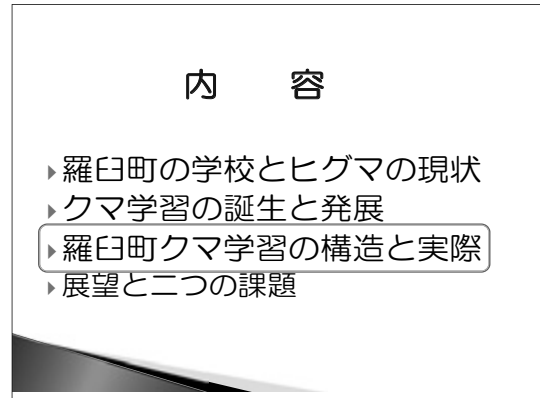 内　　容
▸羅臼町の学校とヒグマの現状
▸クマ学習の誕生と発展
▸羅臼町クマ学習の構造と実際
▸展望と二つの課題